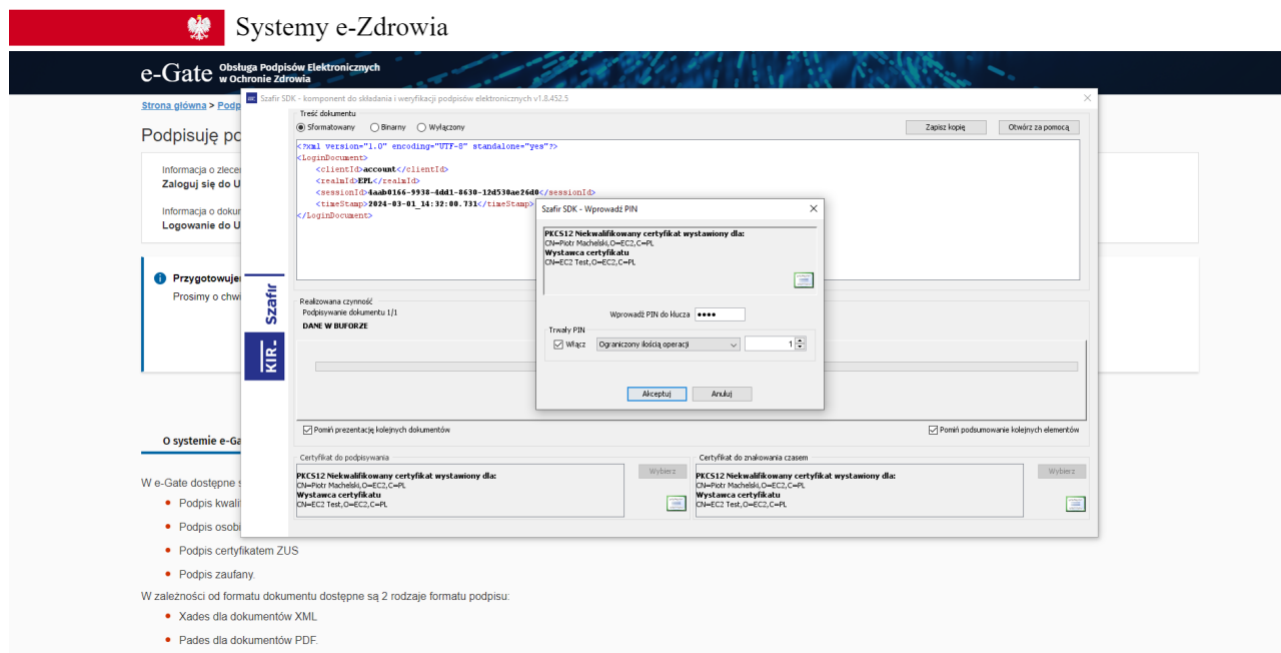 Systemy e-Zdrowia
e-Gate Obsługa Podpisów Elektronicznych
w Ochronie Zdrowia
Strona główna > Podp
Podpisuję po
Informacja o zlece
Zaloguj się do U
Informacja o dokur
Logowanie do U
Przygotowuje
Prosimy o chwi
Szafir SDK - komponent do składania i weryfikacji podpisów elektronicznych v1.8.452.5
Treść dokumentu
Sformatowany Binarny Wyłączony
Zapisz kopię Otwórz za pomocą
<?xml version="1.0" encoding="UTF-8" standalone="yes"?>
<LoginDocument>
<clientId>account</clientId>
<realmId>EPL</realmId>
<sessionId>4aab0166-9938-4dd1-8630-12d530ae26d0</sessionId>
<timeStamp>2024-03-01_14:32:00.731</timeStamp>
</LoginDocument>
Szafir
KIR
Realizowana czynność
Podpisywanie dokumentu 1/1
DANE W BUFORZE
Pomiń prezentację kolejnych dokumentów
Pomiń podsumowanie kolejnych elementów
Szafir SDK - Wprowadź PIN
PKCS12 Niekwalifikowany certyfikat wystawiony dla:
CN=Piotr Machelski,O=EC2,C=PL
Wystawca certyfikatu
CN=EC2 Test,O=EC2,C=PL
Wprowadź PIN do klucza ●●●●
Trwały PIN
Włącz Ograniczony ilością operacji 1
Akceptuj Anuluj
Certyfikat do podpisywania
PKCS12 Niekwalifikowany certyfikat wystawiony dla:
CN=Piotr Machelski,O=EC2,C=PL
Wystawca certyfikatu
CN=EC2 Test,O=EC2,C=PL
Wybierz
Certyfikat do znakowania czasem
PKCS12 Niekwalifikowany certyfikat wystawiony dla:
CN=Piotr Machelski,O=EC2,C=PL
Wystawca certyfikatu
CN=EC2 Test,O=EC2,C=PL
Wybierz
O systemie e-Ga
W e-Gate dostępne s
Podpis kwali
Podpis osobi
Podpis certyfikatem ZUS
Podpis zaufany.
W zależności od formatu dokumentu dostępne są 2 rodzaje formatu podpisu:
Xades dla dokumentów XML
Pades dla dokumentów PDF.